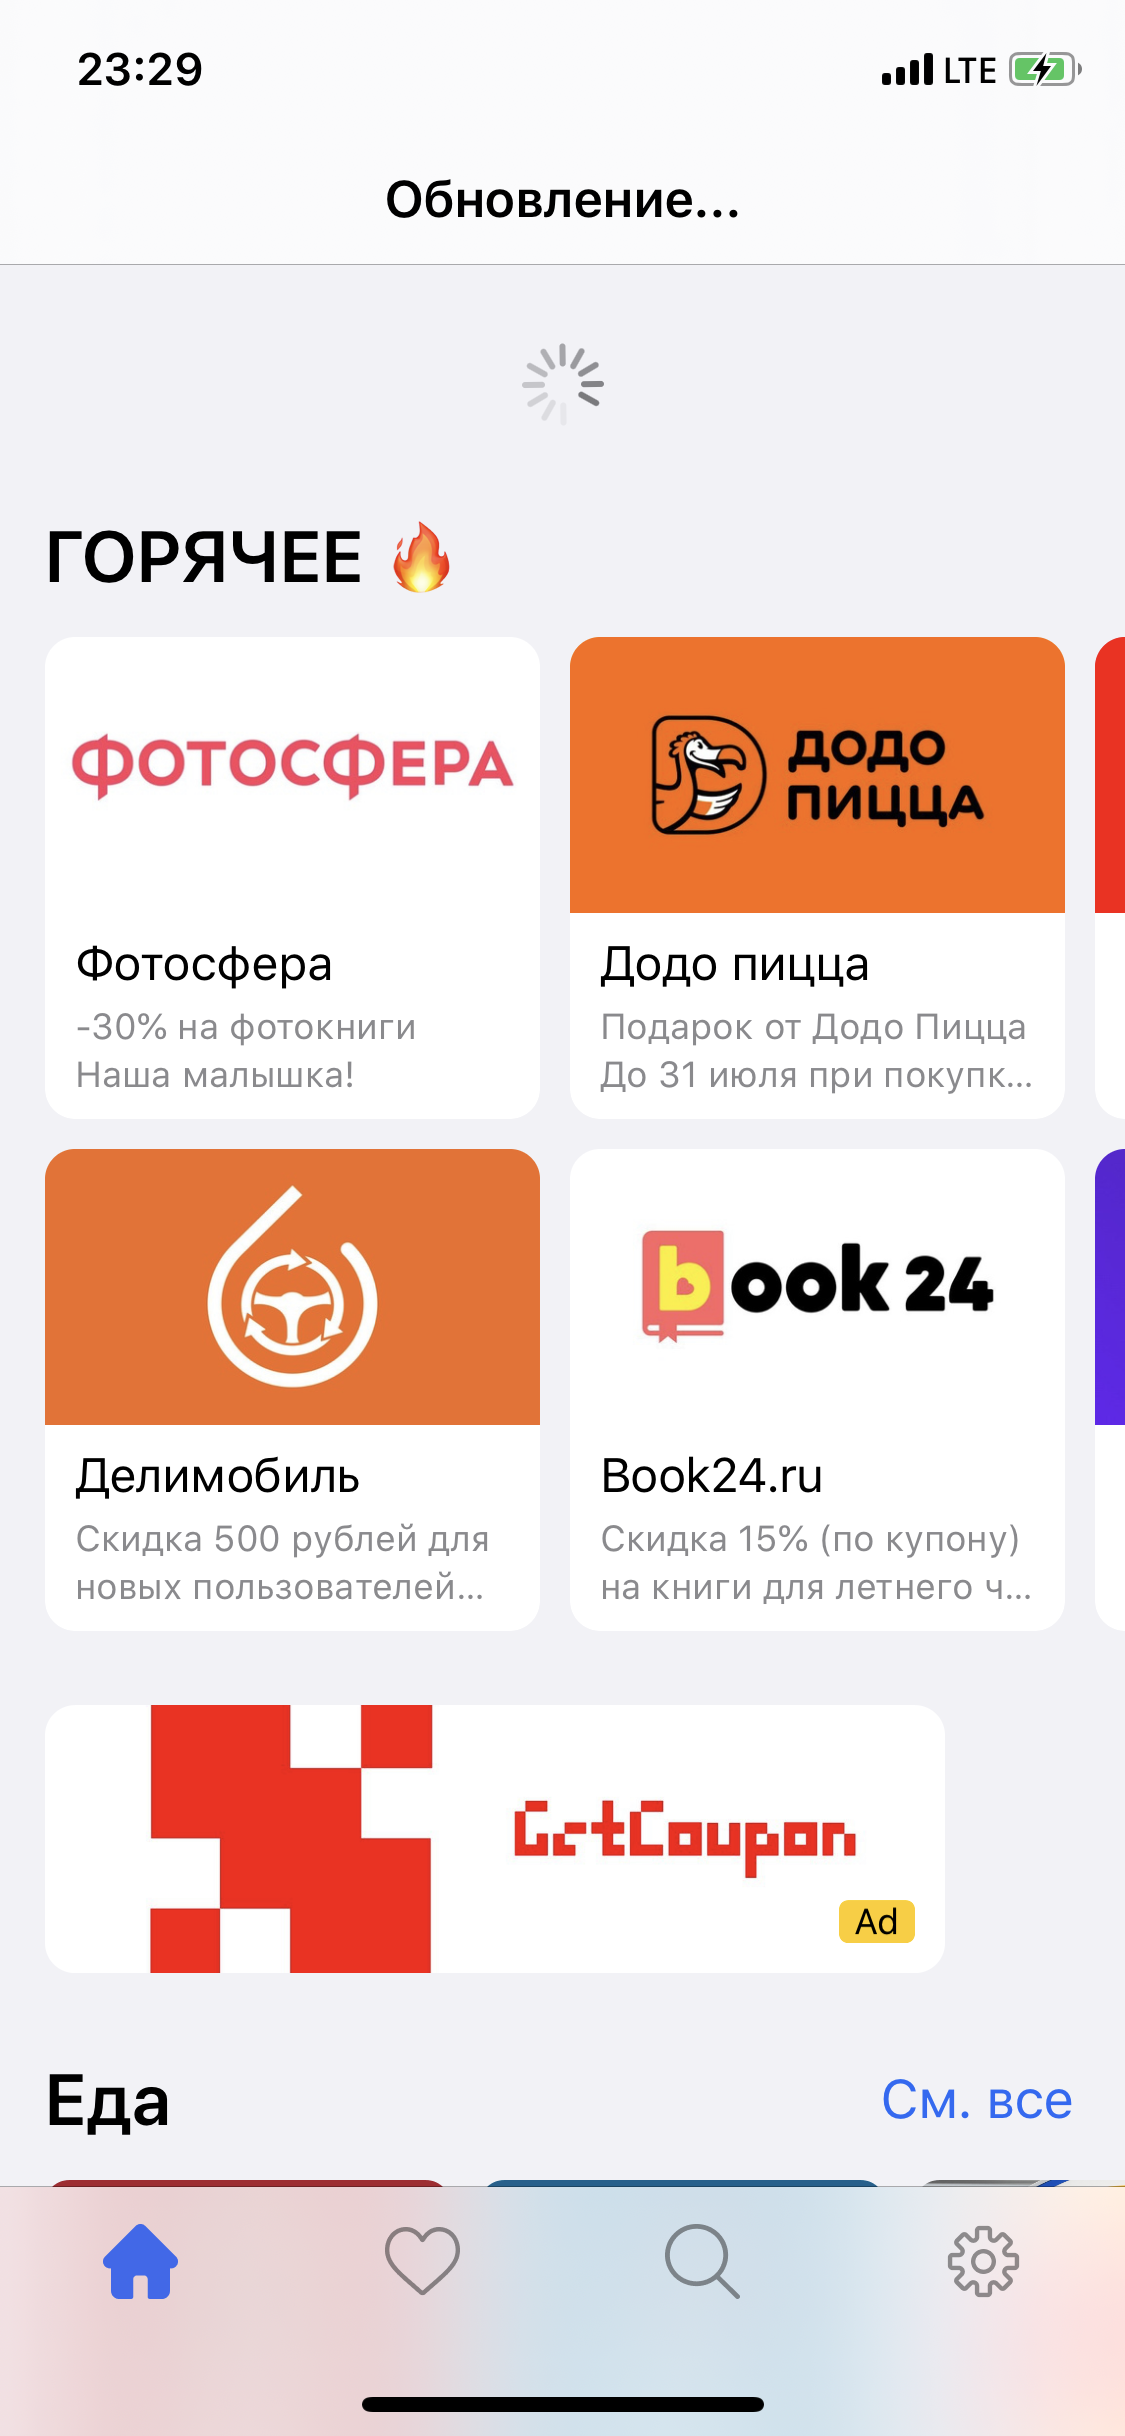 23:29
LTE
Обновление...
ГОРЯЧЕЕ 🔥
ФОТОСФЕРА
ДОДО
ПИЦЦА
Фотосфера
-30% на фотокниги
Наша малышка!
Додо пицца
Подарок от Додо Пицца
До 31 июля при покупк...
book 24
Делимобиль
Скидка 500 рублей для
новых пользователей...
Book24.ru
Скидка 15% (по купону)
на книги для летнего ч...
GetCoupon
Ad
Еда
См. все